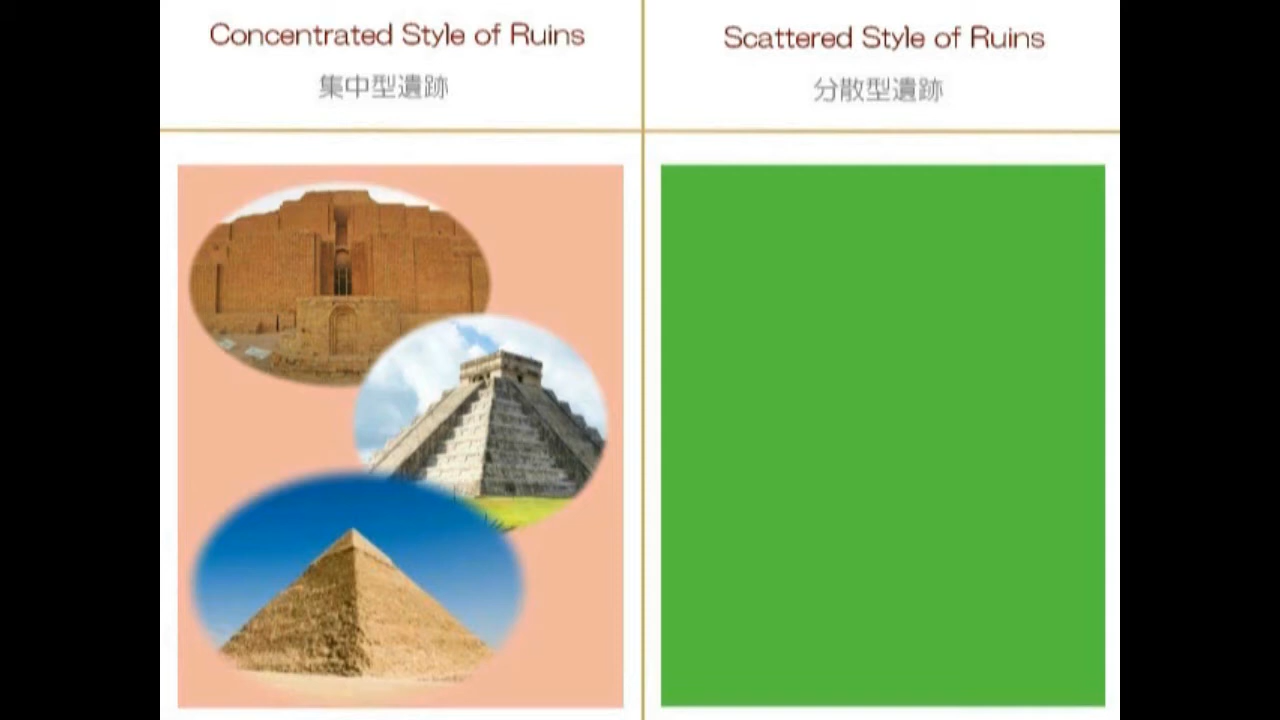 Concentrated Style of Ruins
集中型遺跡
Scattered Style of Ruins
分散型遺跡